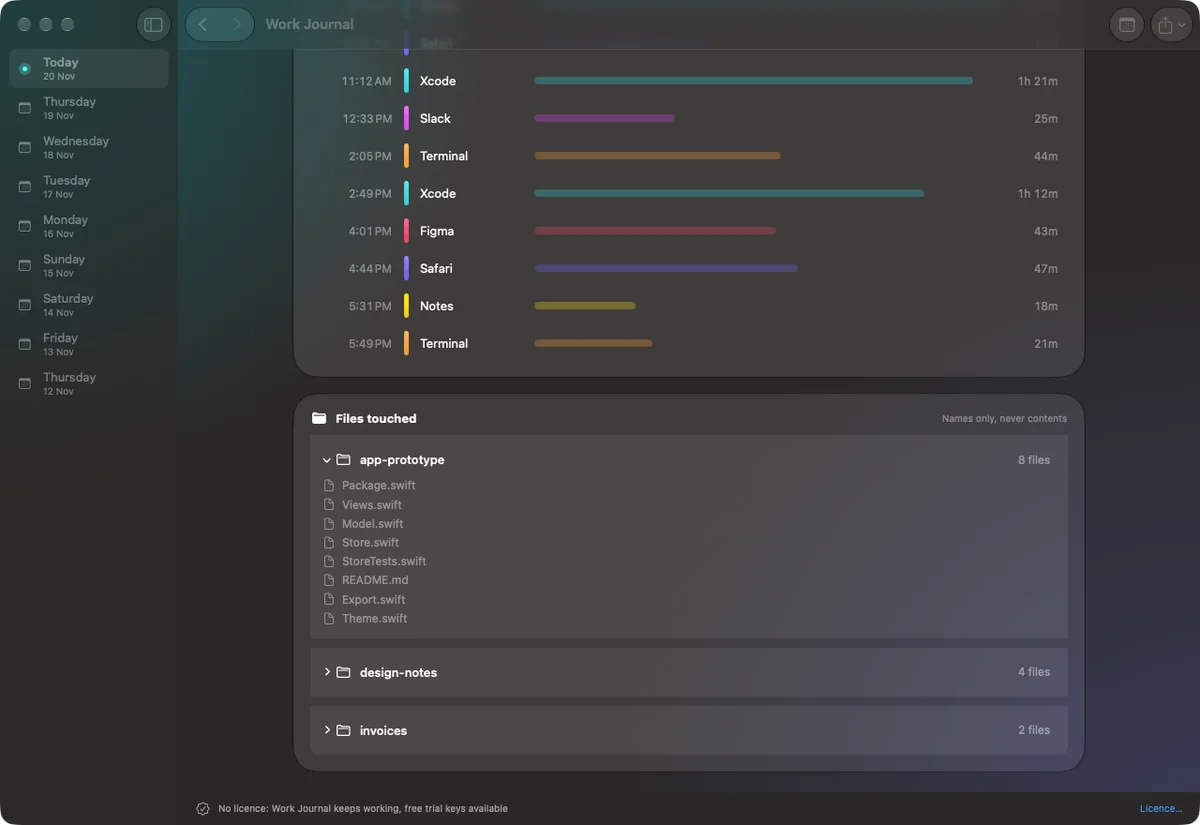 Work Journal
Today
20 Nov
Thursday
19 Nov
Wednesday
18 Nov
Tuesday
17 Nov
Monday
16 Nov
Sunday
15 Nov
Saturday
14 Nov
Friday
13 Nov
Thursday
12 Nov
Safari
11:12 AM Xcode 1h 21m
12:33 PM Slack 25m
2:05 PM Terminal 44m
2:49 PM Xcode 1h 12m
4:01 PM Figma 43m
4:44 PM Safari 47m
5:31 PM Notes 18m
5:49 PM Terminal 21m
Files touched Names only, never contents
app-prototype 8 files
Package.swift
Views.swift
Model.swift
Store.swift
StoreTests.swift
README.md
Export.swift
Theme.swift
design-notes 4 files
invoices 2 files
No licence: Work Journal keeps working, free trial keys available Licence...